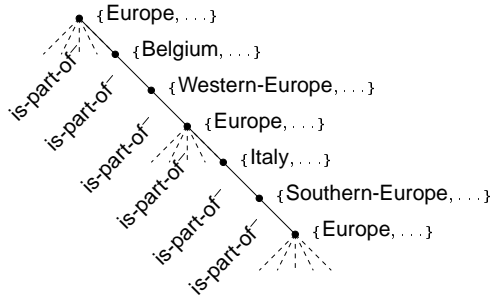 {Europe, . . . }
is-part-of⁻
{Belgium, . . . }
is-part-of⁻
{Western-Europe, . . . }
is-part-of⁻
{Europe, . . . }
is-part-of⁻
{Italy, . . . }
is-part-of⁻
{Southern-Europe, . . . }
is-part-of⁻
{Europe, . . . }